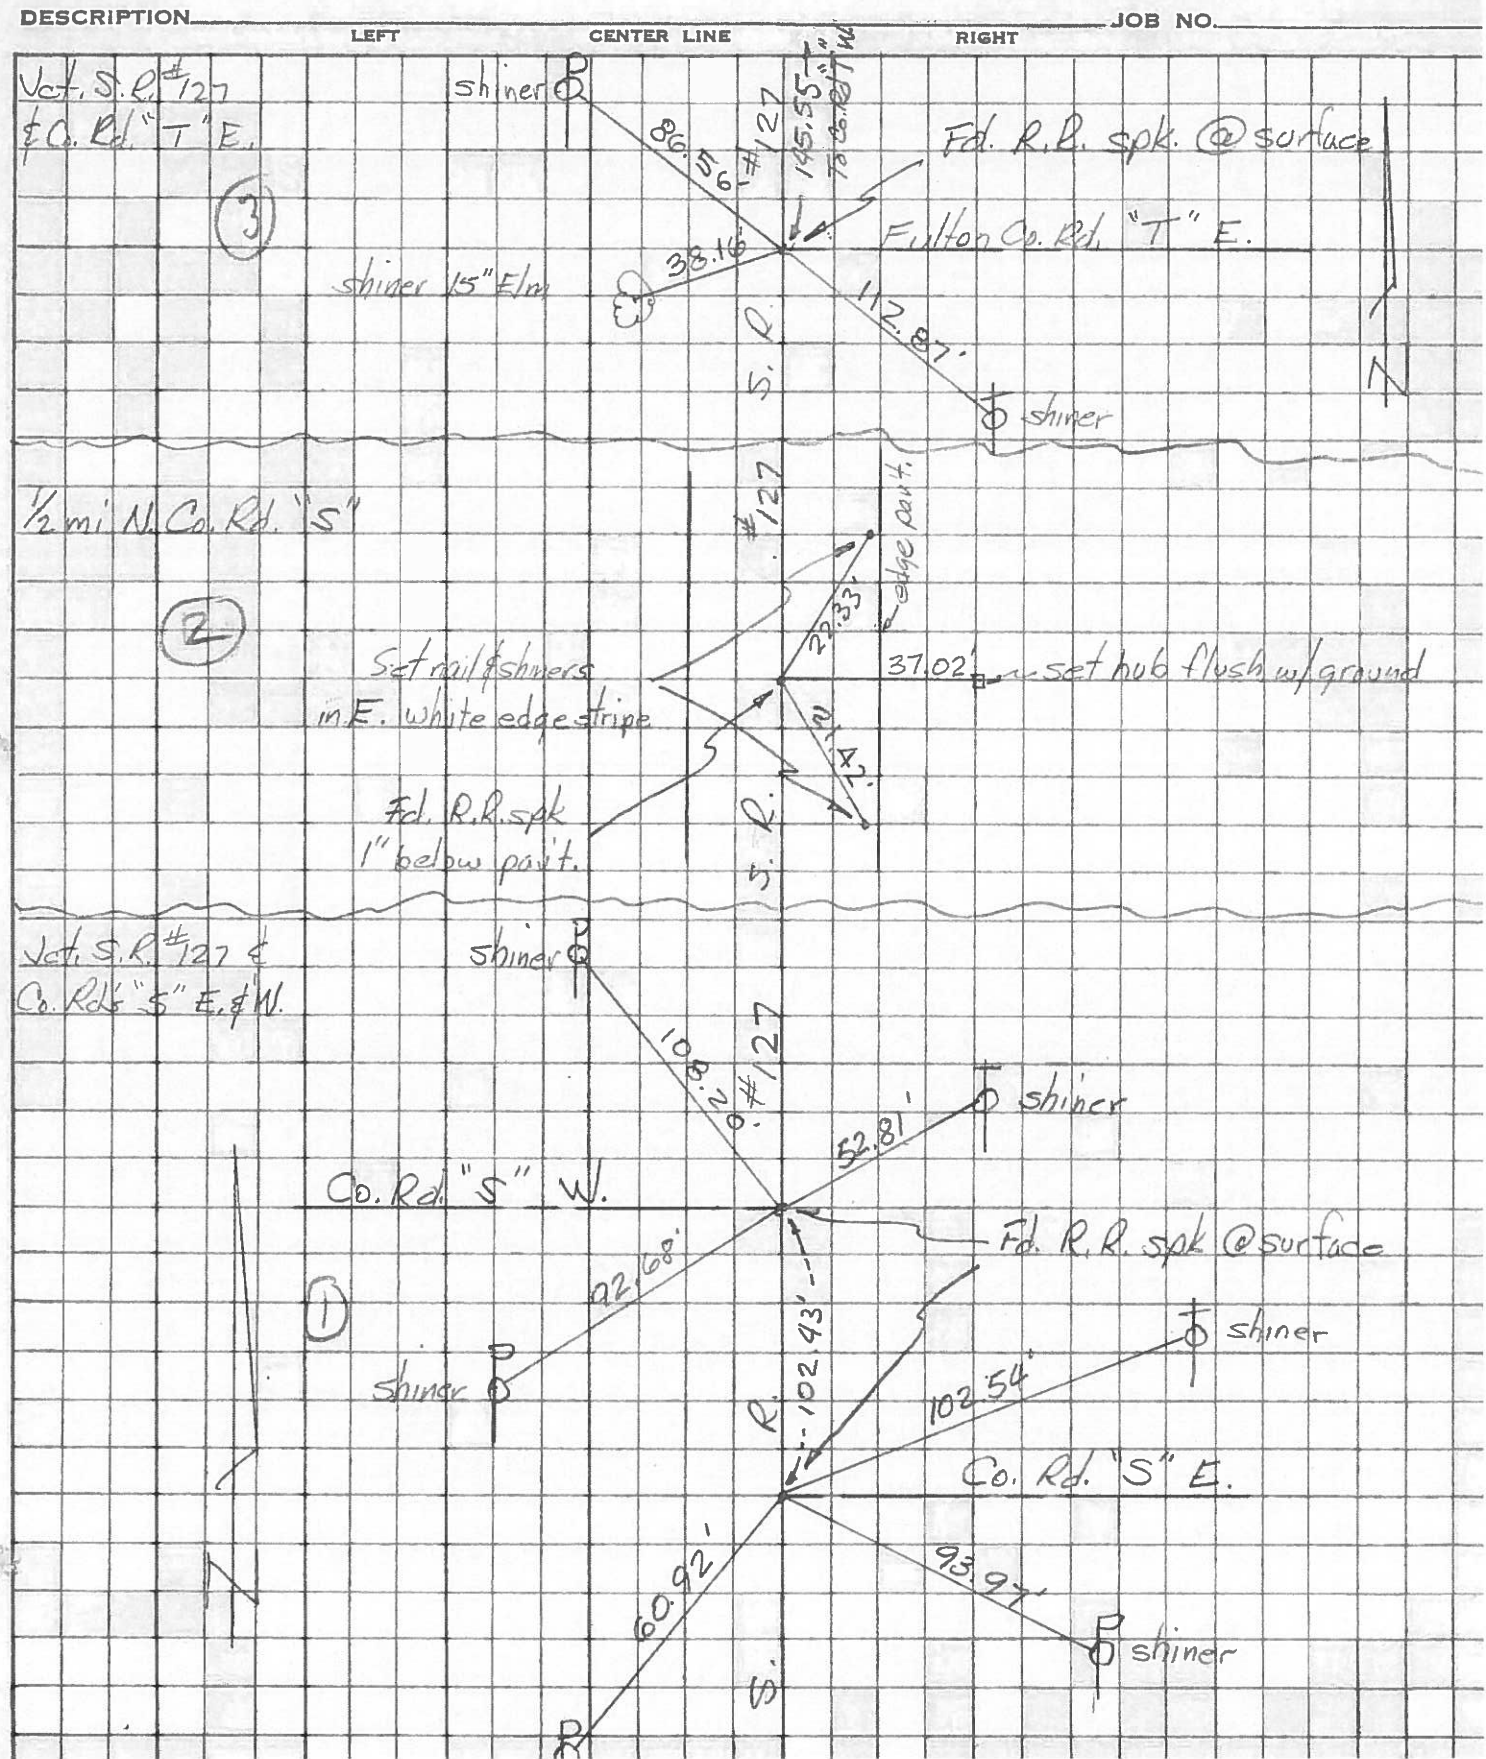 DESCRIPTION JOB NO.
LEFT CENTER LINE RIGHT
Jct. S.R. #127
& Co. Rd. "T" E.
3
shiner
86.56'
#127
145.55'
To Co. Rd "T" W.
Fd. R.R. spk. @ surface
Fulton Co. Rd. "T" E.
38.16'
shiner 15" Elm
112.87'
S. R.
shiner
N
1/2 mi N. Co. Rd. "S"
2
#127
edge pavt.
22.33'
Set nail & shiners
in E. white edge stripe
37.02'
set hub flush w/ ground
Fd. R.R. spk
1" below pav't.
S. R.
Jct. S.R. #127 &
Co. Rds "S" E. & W.
shiner
108.20'
#127
shiner
52.81'
Co. Rd. "S" W.
Fd. R.R. spk @ surface
92.68'
1
shiner
102.43'
shiner
102.54'
R.
Co. Rd. "S" E.
N
60.92'
93.97'
shiner
S.